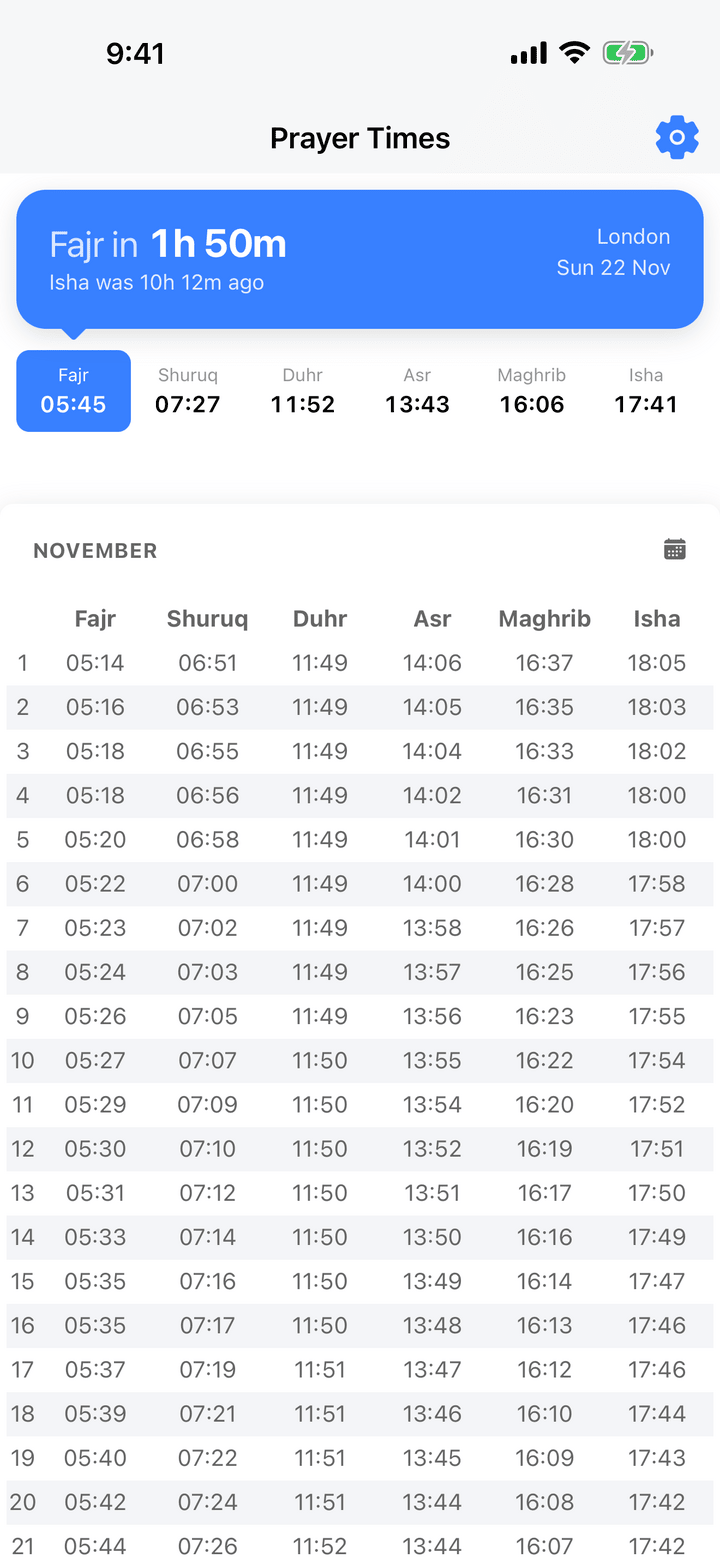 9:41
Prayer Times
Fajr in 1h 50m
Isha was 10h 12m ago
London
Sun 22 Nov
Fajr Shuruq Duhr Asr Maghrib Isha
05:45 07:27 11:52 13:43 16:06 17:41
NOVEMBER
Fajr Shuruq Duhr Asr Maghrib Isha
1 05:14 06:51 11:49 14:06 16:37 18:05
2 05:16 06:53 11:49 14:05 16:35 18:03
3 05:18 06:55 11:49 14:04 16:33 18:02
4 05:18 06:56 11:49 14:02 16:31 18:00
5 05:20 06:58 11:49 14:01 16:30 18:00
6 05:22 07:00 11:49 14:00 16:28 17:58
7 05:23 07:02 11:49 13:58 16:26 17:57
8 05:24 07:03 11:49 13:57 16:25 17:56
9 05:26 07:05 11:49 13:56 16:23 17:55
10 05:27 07:07 11:50 13:55 16:22 17:54
11 05:29 07:09 11:50 13:54 16:20 17:52
12 05:30 07:10 11:50 13:52 16:19 17:51
13 05:31 07:12 11:50 13:51 16:17 17:50
14 05:33 07:14 11:50 13:50 16:16 17:49
15 05:35 07:16 11:50 13:49 16:14 17:47
16 05:35 07:17 11:50 13:48 16:13 17:46
17 05:37 07:19 11:51 13:47 16:12 17:46
18 05:39 07:21 11:51 13:46 16:10 17:44
19 05:40 07:22 11:51 13:45 16:09 17:43
20 05:42 07:24 11:51 13:44 16:08 17:42
21 05:44 07:26 11:52 13:44 16:07 17:42